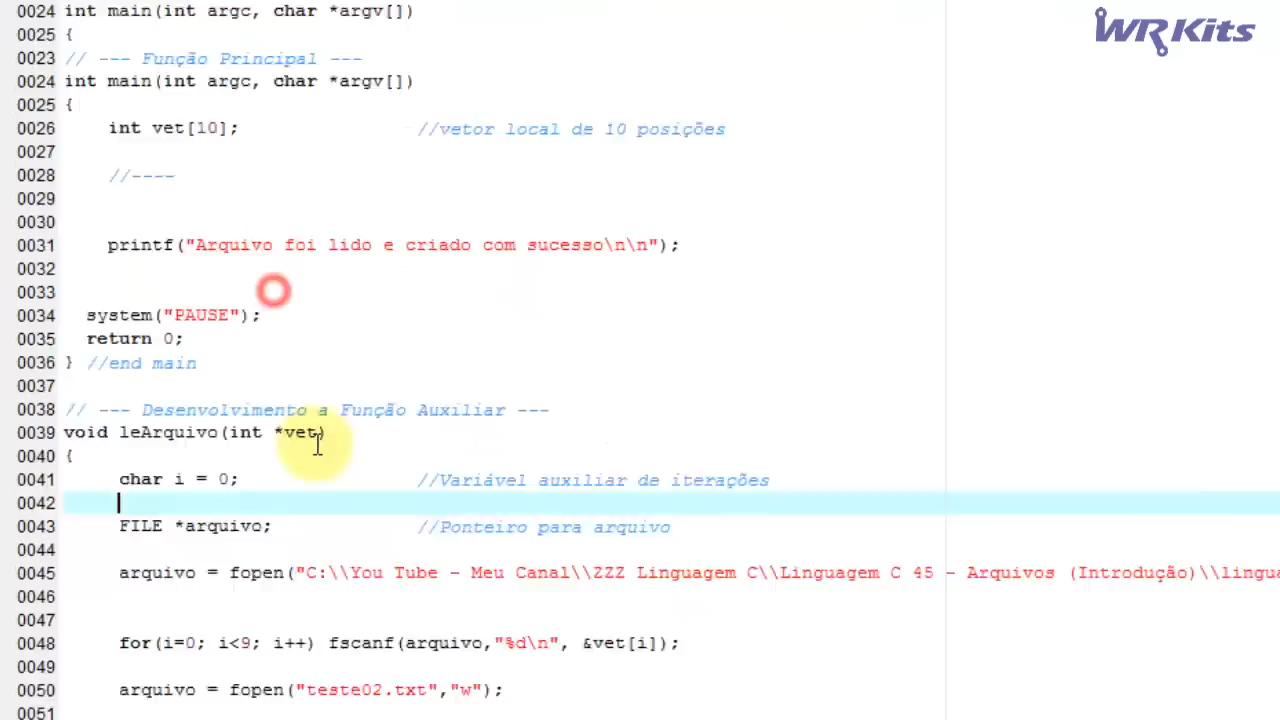 WR Kits
0024 int main(int argc, char *argv[])
0025 {
0023 // --- Função Principal ---
0024 int main(int argc, char *argv[])
0025 {
0026 int vet[10]; //vetor local de 10 posições
0027
0028 //----
0029
0030
0031 printf("Arquivo foi lido e criado com sucesso\n\n");
0032
0033
0034 system("PAUSE");
0035 return 0;
0036 } //end main
0037
0038 // --- Desenvolvimento a Função Auxiliar ---
0039 void leArquivo(int *vet)
0040 {
0041 char i = 0; //Variável auxiliar de iterações
0042
0043 FILE *arquivo; //Ponteiro para arquivo
0044
0045 arquivo = fopen("C:\\You Tube - Meu Canal\\ZZZ Linguagem C\\Linguagem C 45 - Arquivos (Introdução)\\lingua
0046
0047
0048 for(i=0; i<9; i++) fscanf(arquivo,"%d\n", &vet[i]);
0049
0050 arquivo = fopen("teste02.txt","w");
0051